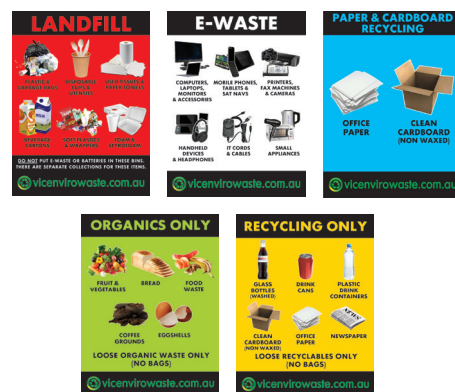 LANDFILL
PLASTIC &
GARBAGE BAGS
DISPOSABLE
CUPS &
UTENSILS
USED TISSUES &
PAPER TOWELS
BEVERAGE
CARTONS
SOFT PLASTICS
& WRAPPERS
FOAM &
STYROFOAM
DO NOT PUT E-WASTE OR BATTERIES IN THESE BINS.
THERE ARE SEPARATE COLLECTIONS FOR THESE ITEMS.
vicenvirowaste.com.au
E-WASTE
COMPUTERS,
LAPTOPS,
MONITORS
& ACCESSORIES
MOBILE PHONES,
TABLETS &
SAT NAVS
PRINTERS,
FAX MACHINES
& CAMERAS
HANDHELD
DEVICES
& HEADPHONES
IT CORDS
& CABLES
SMALL
APPLIANCES
vicenvirowaste.com.au
PAPER & CARDBOARD
RECYCLING
OFFICE
PAPER
CLEAN
CARDBOARD
(NON WAXED)
vicenvirowaste.com.au
ORGANICS ONLY
FRUIT &
VEGETABLES
BREAD
FOOD
WASTE
COFFEE
GROUNDS
EGGSHELLS
LOOSE ORGANIC WASTE ONLY
(NO BAGS)
vicenvirowaste.com.au
RECYCLING ONLY
GLASS
BOTTLES
(WASHED)
DRINK
CANS
PLASTIC
DRINK
CONTAINERS
NEWS
CLEAN
CARDBOARD
(NON WAXED)
OFFICE
PAPER
NEWSPAPER
LOOSE RECYCLABLES ONLY
(NO BAGS)
vicenvirowaste.com.au